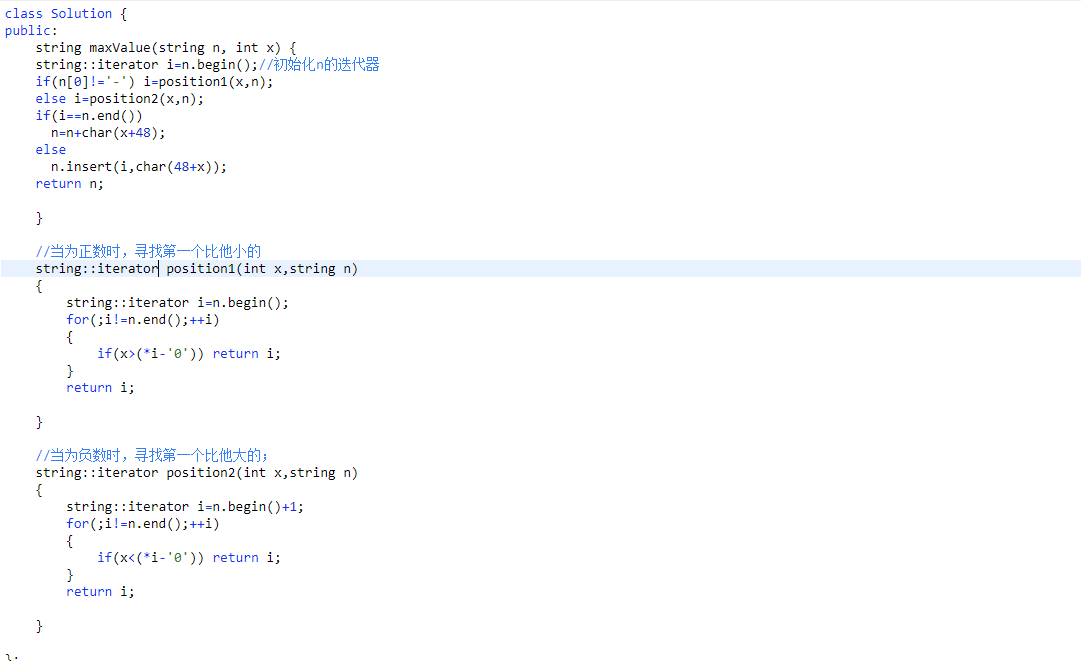 class Solution {
public:
    string maxValue(string n, int x) {
    string::iterator i=n.begin();//初始化n的迭代器
    if(n[0]!='-') i=position1(x,n);
    else i=position2(x,n);
    if(i==n.end())
      n=n+char(x+48);
    else
      n.insert(i,char(48+x));
    return n;
    }
    //当为正数时，寻找第一个比他小的
    string::iterator position1(int x,string n)
    {
        string::iterator i=n.begin();
        for(;i!=n.end();++i)
        {
            if(x>(*i-'0')) return i;
        }
        return i;
    }
    //当为负数时，寻找第一个比他大的；
    string::iterator position2(int x,string n)
    {
        string::iterator i=n.begin()+1;
        for(;i!=n.end();++i)
        {
            if(x<(*i-'0')) return i;
        }
        return i;
    }
};